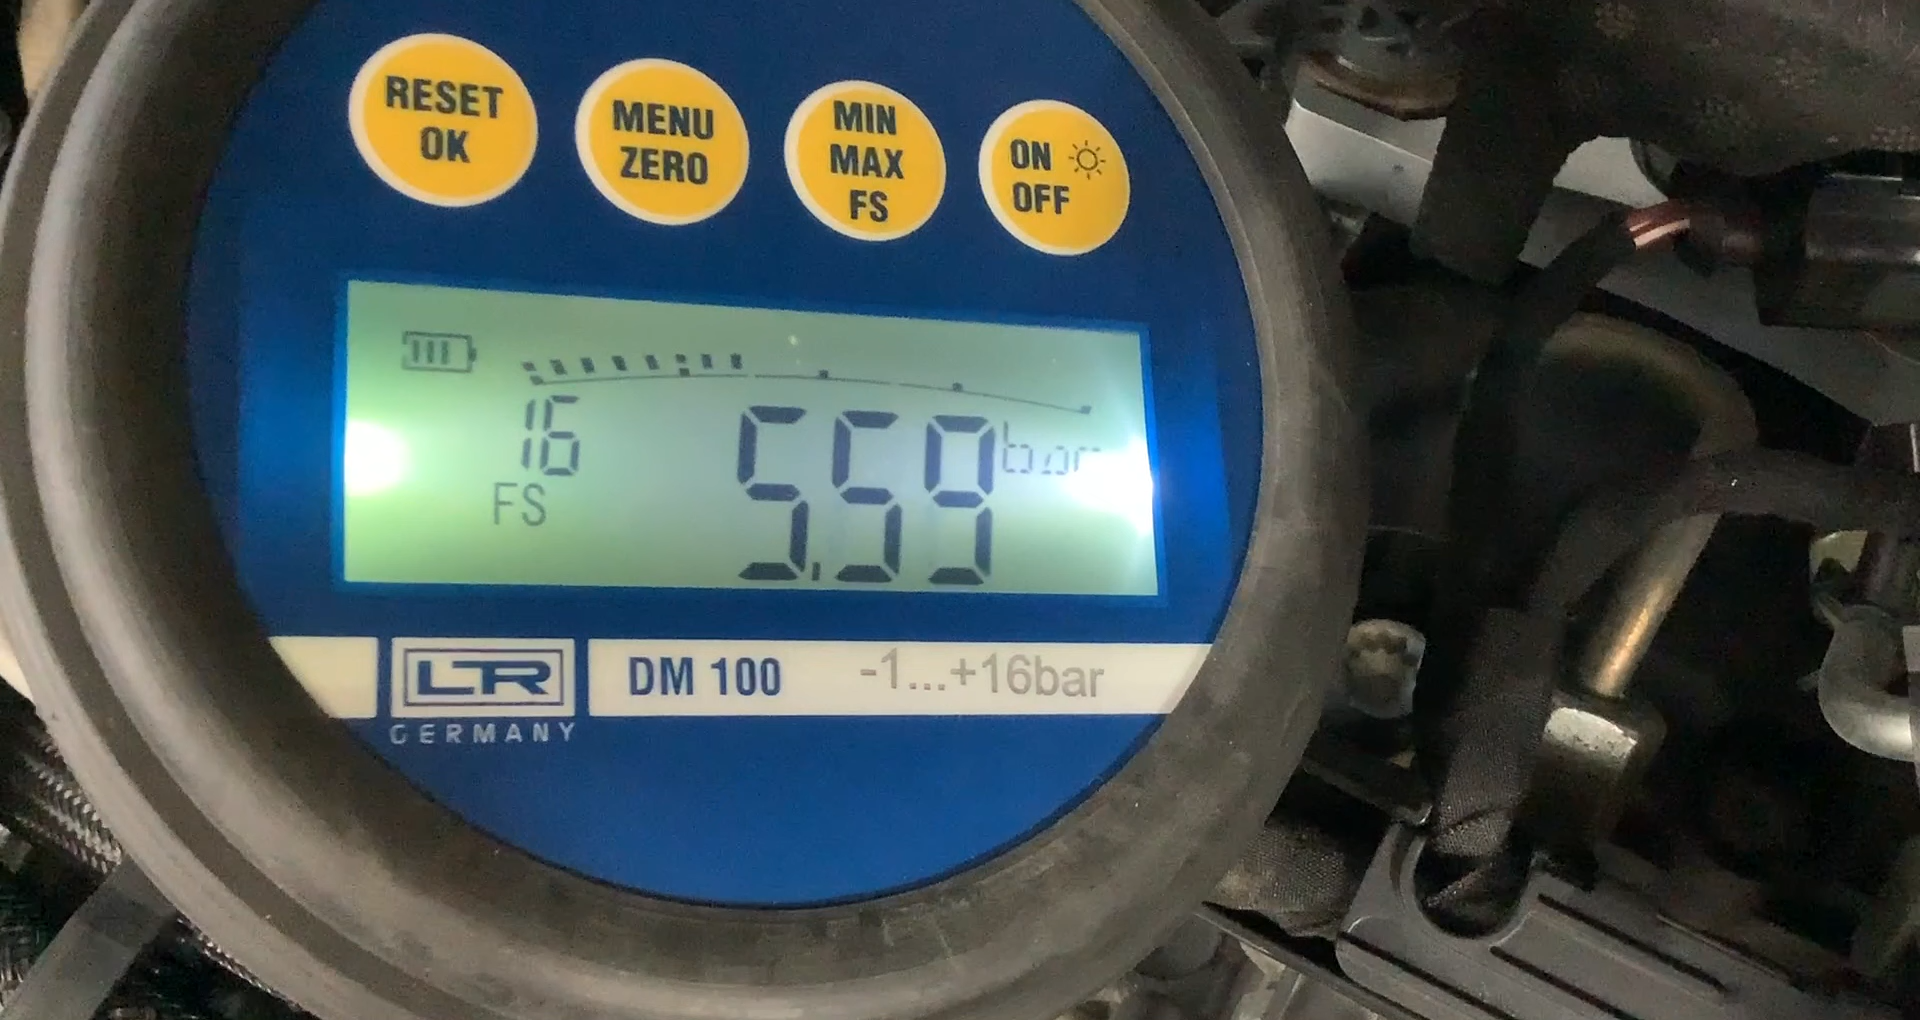 RESET
OK
MENU
ZERO
MIN
MAX
FS
ON
OFF
16
5.59 bar
FS
LTR
GERMANY
DM 100
-1...+16bar